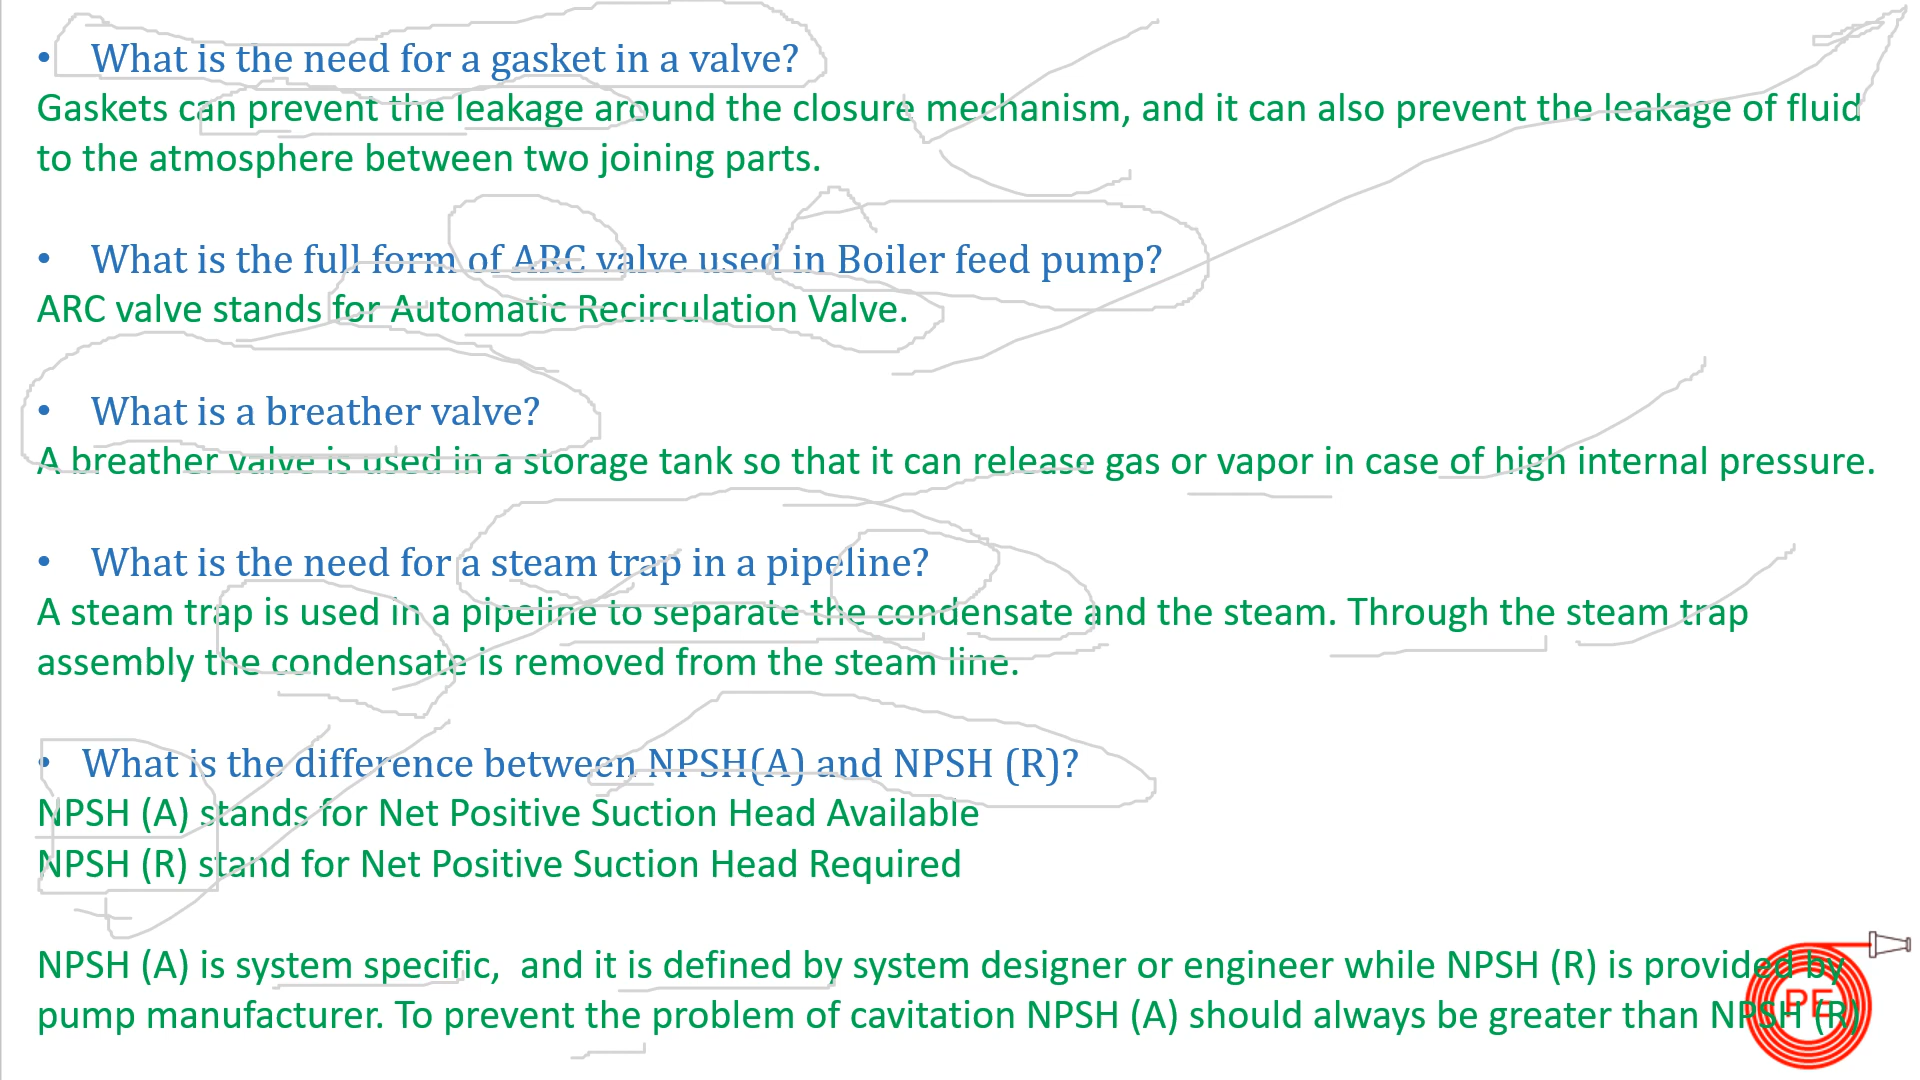 • What is the need for a gasket in a valve?
Gaskets can prevent the leakage around the closure mechanism, and it can also prevent the leakage of fluid
to the atmosphere between two joining parts.
• What is the full form of ARC valve used in Boiler feed pump?
ARC valve stands for Automatic Recirculation Valve.
• What is a breather valve?
A breather valve is used in a storage tank so that it can release gas or vapor in case of high internal pressure.
• What is the need for a steam trap in a pipeline?
A steam trap is used in a pipeline to separate the condensate and the steam. Through the steam trap
assembly the condensate is removed from the steam line.
• What is the difference between NPSH(A) and NPSH (R)?
NPSH (A) stands for Net Positive Suction Head Available
NPSH (R) stand for Net Positive Suction Head Required
NPSH (A) is system specific,  and it is defined by system designer or engineer while NPSH (R) is provided by
pump manufacturer. To prevent the problem of cavitation NPSH (A) should always be greater than NPSH (R)
PE